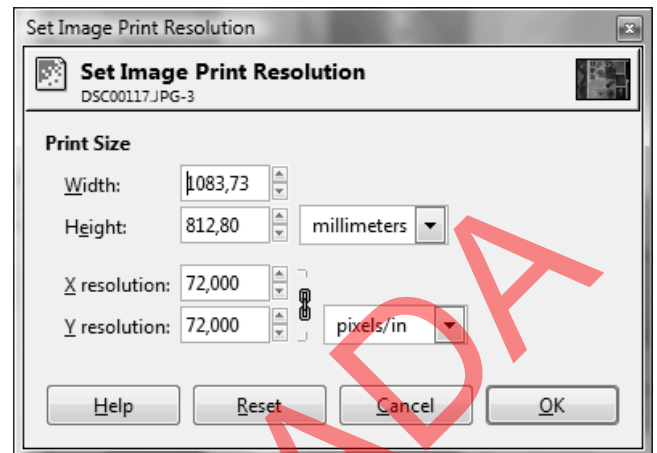 Set Image Print Resolution
Set Image Print Resolution
DSC00117.JPG-3
Print Size
Width: 1083,73
Height: 812,80 millimeters
X resolution: 72,000
Y resolution: 72,000 pixels/in
Help Reset Cancel OK
ADA